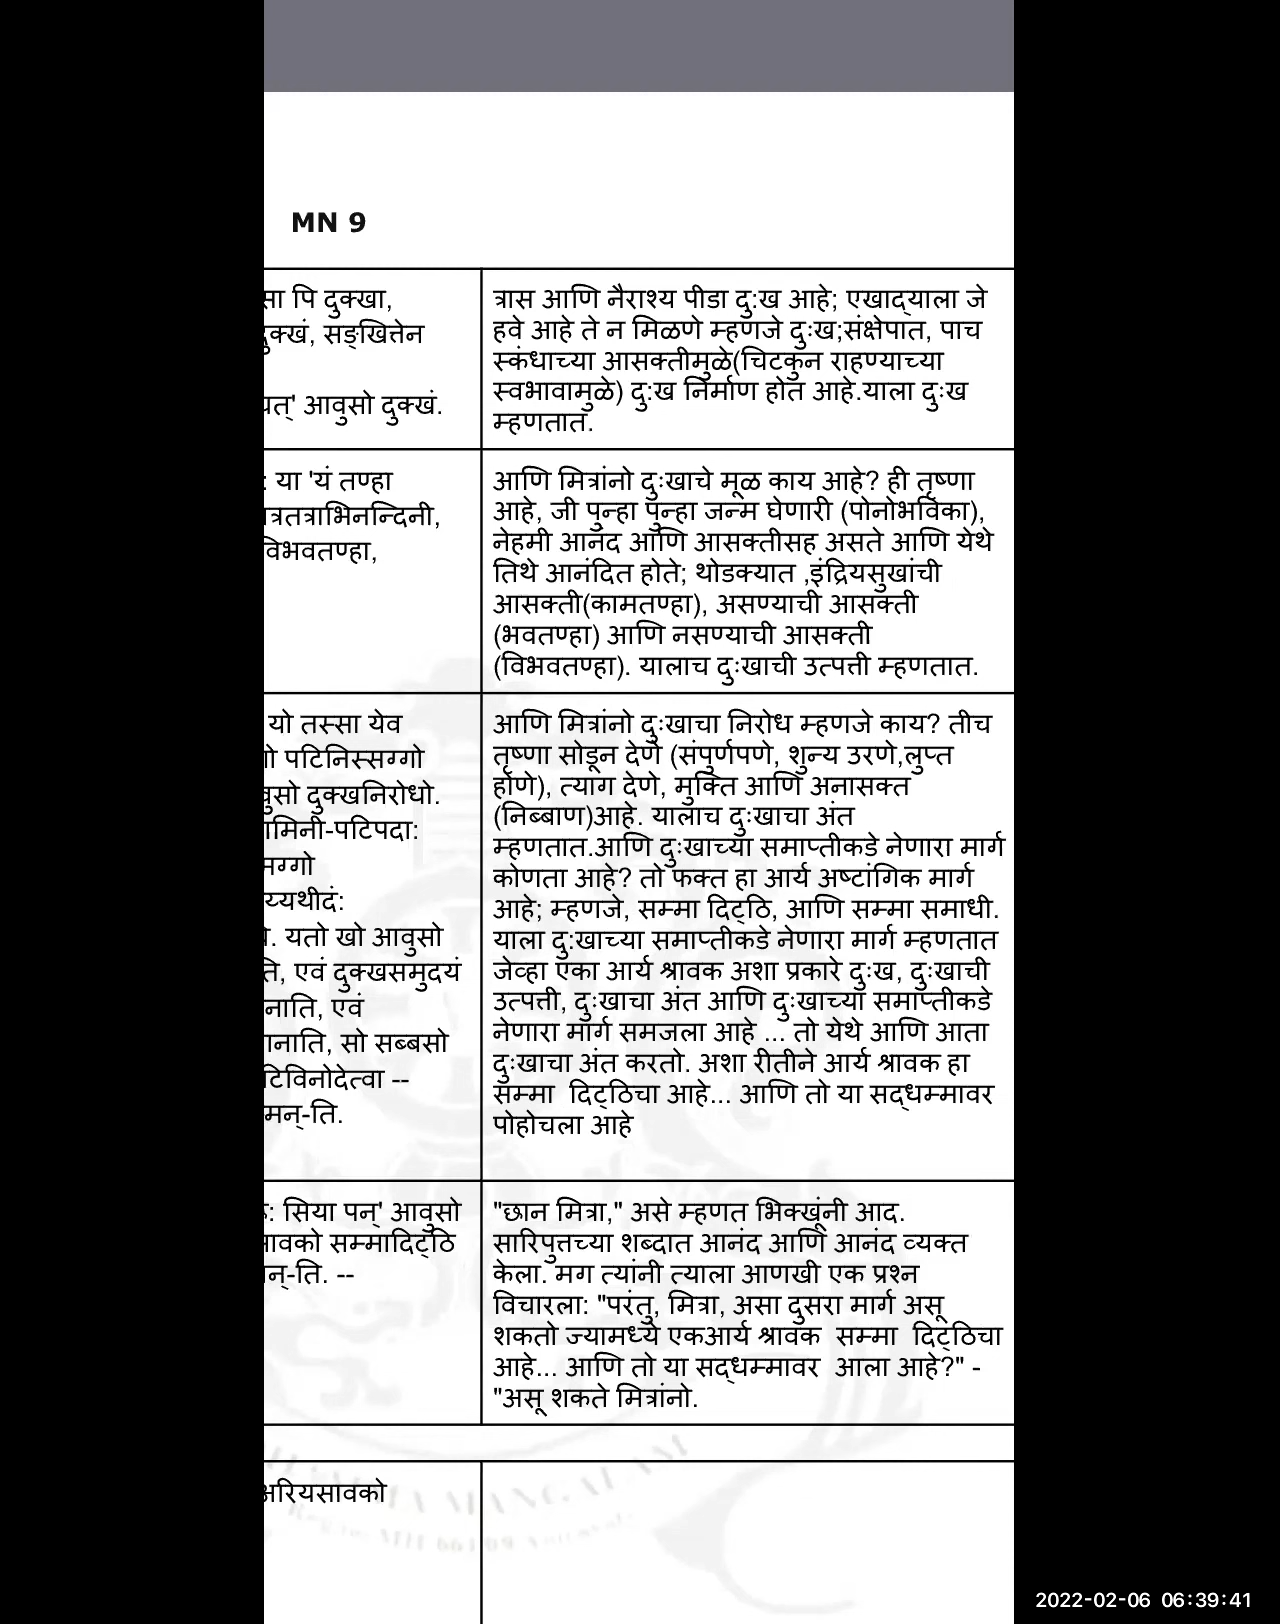 MN 9
सा पि दुक्खा,
दुक्खं, सङ्खित्तेन
यत्' आवुसो दुक्खं.
त्रास आणि नैराश्य पीडा दु:ख आहे; एखाद्याला जे
हवे आहे ते न मिळणे म्हणजे दुःख;संक्षेपात, पाच
स्कंधाच्या आसक्तीमुळे(चिटकुन राहण्याच्या
स्वभावामुळे) दु:ख निर्माण होत आहे.याला दुःख
म्हणतात.
: या 'यं तण्हा
त्रतत्राभिनन्दिनी,
विभवतण्हा,
आणि मित्रांनो दुःखाचे मूळ काय आहे? ही तृष्णा
आहे, जी पुन्हा पुन्हा जन्म घेणारी (पोनोभविका),
नेहमी आनंद आणि आसक्तीसह असते आणि येथे
तिथे आनंदित होते; थोडक्यात ,इंद्रियसुखांची
आसक्ती(कामतण्हा), असण्याची आसक्ती
(भवतण्हा) आणि नसण्याची आसक्ती
(विभवतण्हा). यालाच दुःखाची उत्पत्ती म्हणतात.
यो तस्सा येव
गो पटिनिस्सग्गो
वुसो दुक्खनिरोधो.
गामिनी-पटिपदा:
मग्गो
य्यथीदं:
. यतो खो आवुसो
ति, एवं दुक्खसमुदयं
नाति, एवं
ानाति, सो सब्बसो
टिविनोदेत्वा --
मन्-ति.
आणि मित्रांनो दुःखाचा निरोध म्हणजे काय? तीच
तृष्णा सोडून देणे (संपुर्णपणे, शुन्य उरणे,लुप्त
होणे), त्याग देणे, मुक्ति आणि अनासक्त
(निब्बाण)आहे. यालाच दुःखाचा अंत
म्हणतात.आणि दुःखाच्या समाप्तीकडे नेणारा मार्ग
कोणता आहे? तो फक्त हा आर्य अष्टांगिक मार्ग
आहे; म्हणजे, सम्मा दिट्ठि, आणि सम्मा समाधी.
याला दु:खाच्या समाप्तीकडे नेणारा मार्ग म्हणतात
जेव्हा एका आर्य श्रावक अशा प्रकारे दुःख, दुःखाची
उत्पत्ती, दुःखाचा अंत आणि दुःखाच्या समाप्तीकडे
नेणारा मार्ग समजला आहे ... तो येथे आणि आता
दुःखाचा अंत करतो. अशा रीतीने आर्य श्रावक हा
सम्मा  दिट्ठिचा आहे... आणि तो या सद्धम्मावर
पोहोचला आहे
: सिया पन्' आवुसो
ावको सम्मादिट्ठि
न्-ति. --
"छान मित्रा," असे म्हणत भिक्खूंनी आद.
सारिपुत्तच्या शब्दात आनंद आणि आनंद व्यक्त
केला. मग त्यांनी त्याला आणखी एक प्रश्न
विचारला: "परंतु, मित्रा, असा दुसरा मार्ग असू
शकतो ज्यामध्ये एकआर्य श्रावक  सम्मा  दिट्ठिचा
आहे... आणि तो या सद्धम्मावर  आला आहे?" -
"असू शकते मित्रांनो.
अरियसावको
2022-02-06 06:39:41